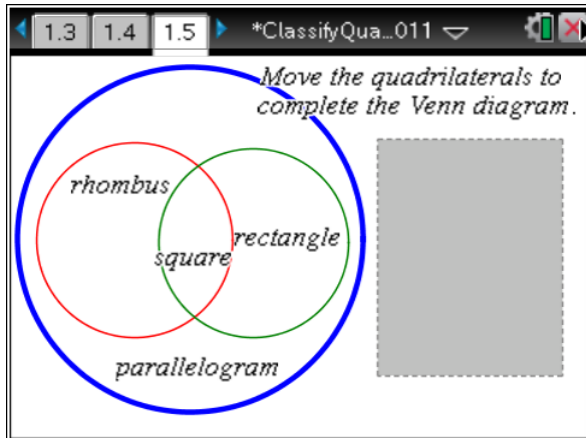 1.3 1.4 1.5 *ClassifyQua...011
Move the quadrilaterals to
complete the Venn diagram.
rhombus
rectangle
square
parallelogram